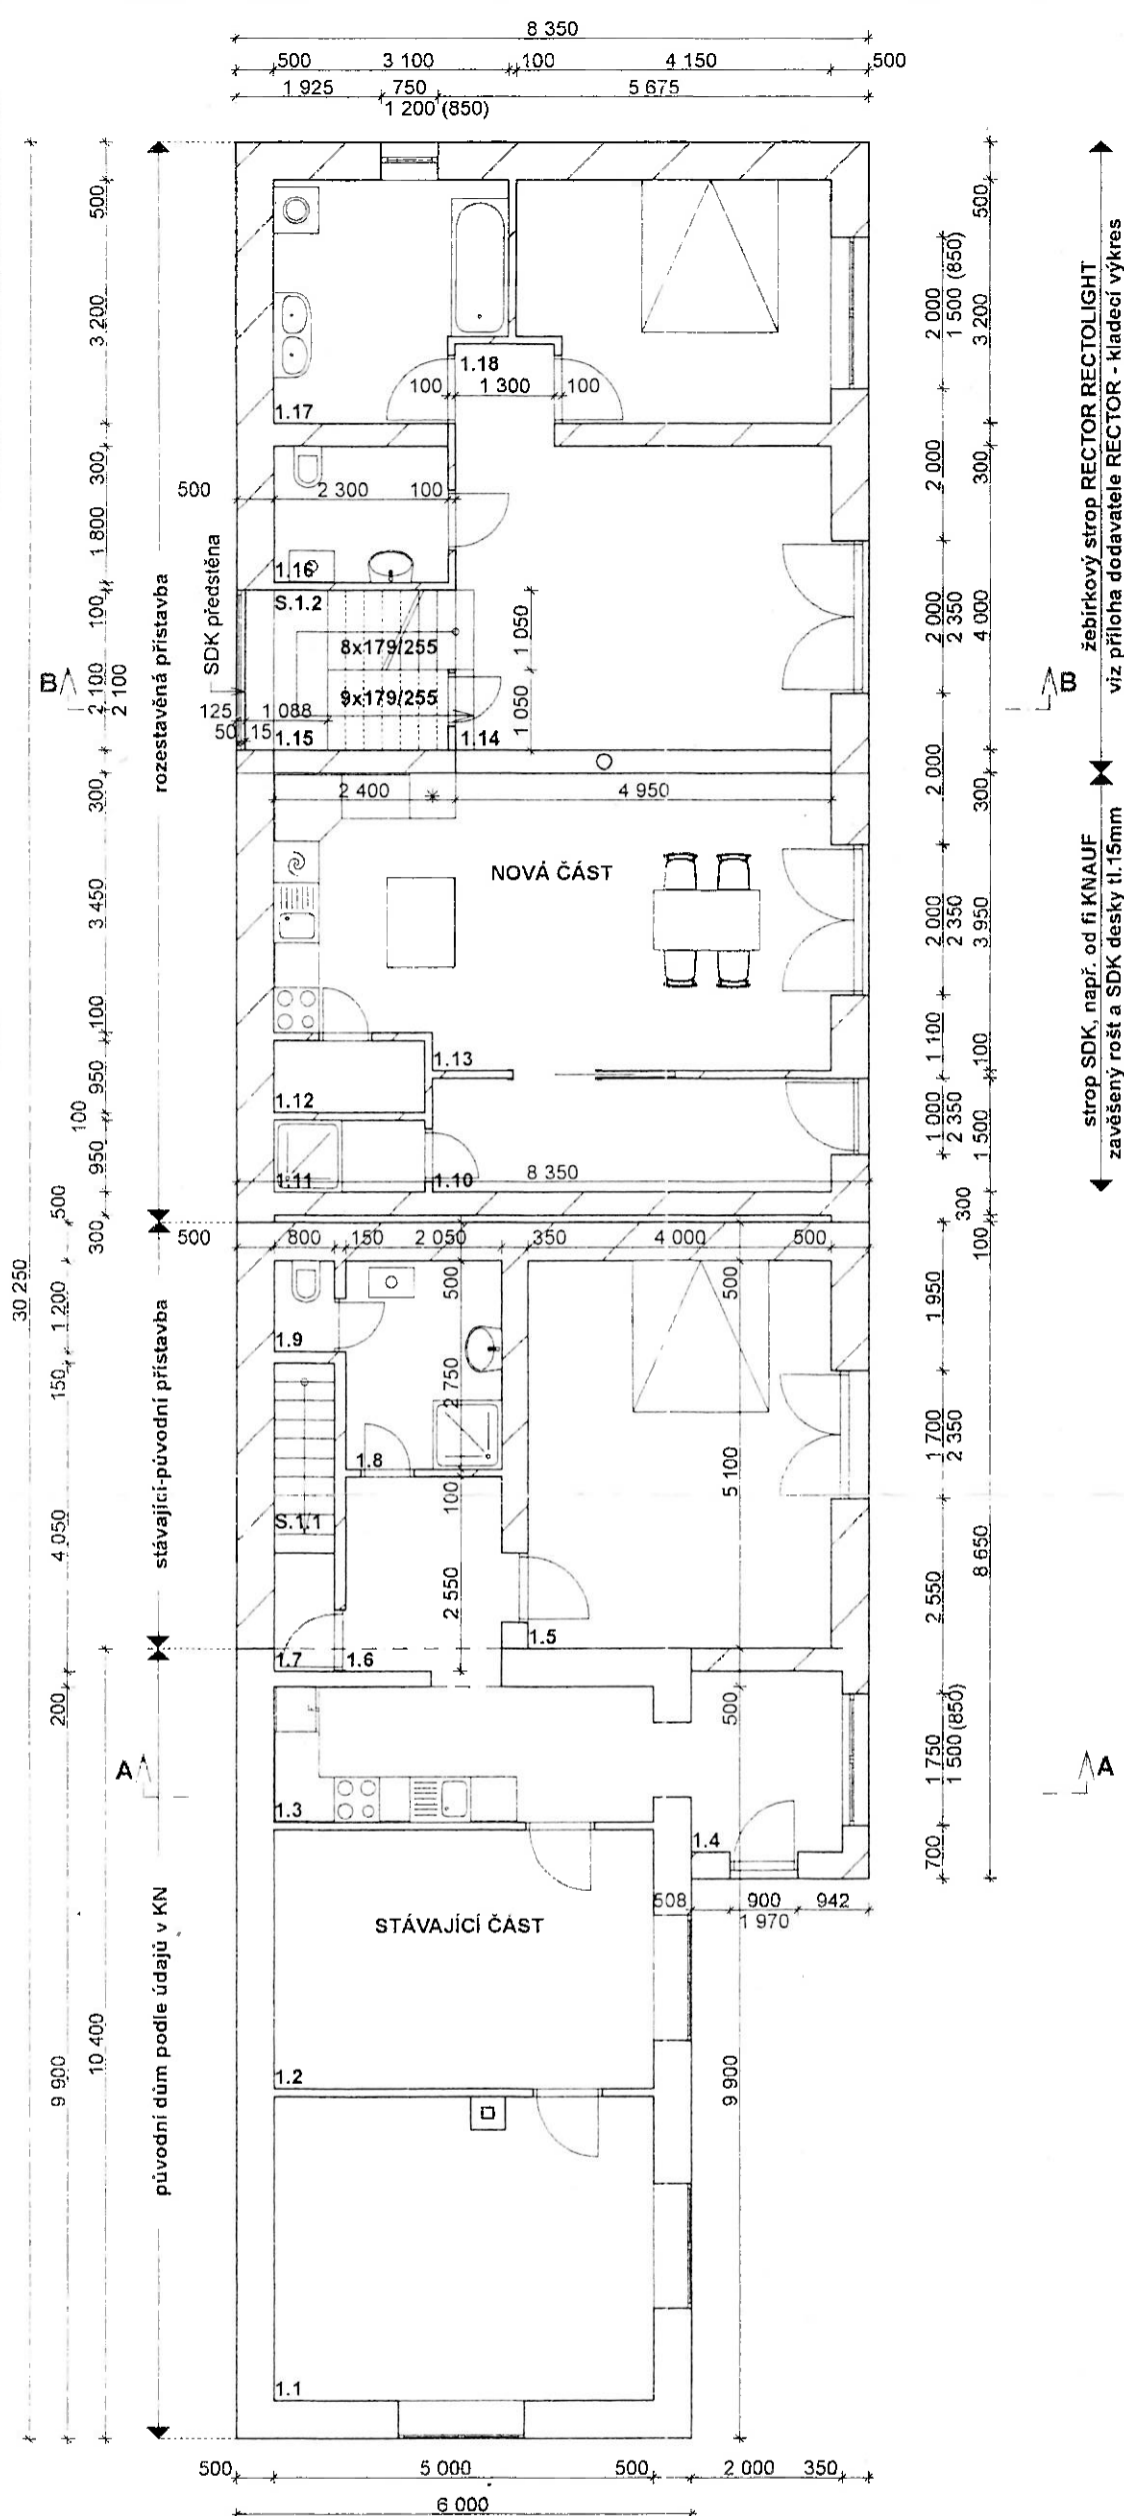 8 350
500 3 100 100 4 150 500
1 925 750 5 675
1 200 (850)
500
3 200
300
1 800
100
2 100
2 100
300
3 450
100
950
100
950
500
300
30 250
1 200
150
4 050
200
9 900
10 400
rozestavěná přístavba
stávající-původní přístavba
původní dům podle údajů v KN
SDK předstěna
B
B
A
A
1.18
100 1 300 100
1.17
500 2 300 100
1.16
S.1.2
8x179/255
9x179/255
1 050
1 050
125 1 088
50 15
1.15
1.14
2 400 4 950
NOVÁ ČÁST
1.13
1.12
1.11
1.10
8 350
500 800 150 2 050 350 4 000 500
1.9
500
2 750
100
2 550
500
5 100
500
1.8
S.1.1
1.7
1.6
1.5
1.3
1.4
508 900 942
1 970
STÁVAJÍCÍ ČÁST
1.2
9 900
1.1
500 5 000 500 2 000 350
6 000
500
2 000
1 500 (850)
3 200
2 000
300
2 000
2 350
4 000
2 000
300
2 000
2 350
3 950
1 100
100
1 000
2 350
1 500
300
100
1 950
1 700
2 350
2 550
8 650
1 750
1 500 (850)
700
žebírkový strop RECTOR RECTOLIGHT
viz příloha dodavatele RECTOR - kladecí výkres
strop SDK, např. od fi KNAUF
zavěšený rošt a SDK desky tl.15mm